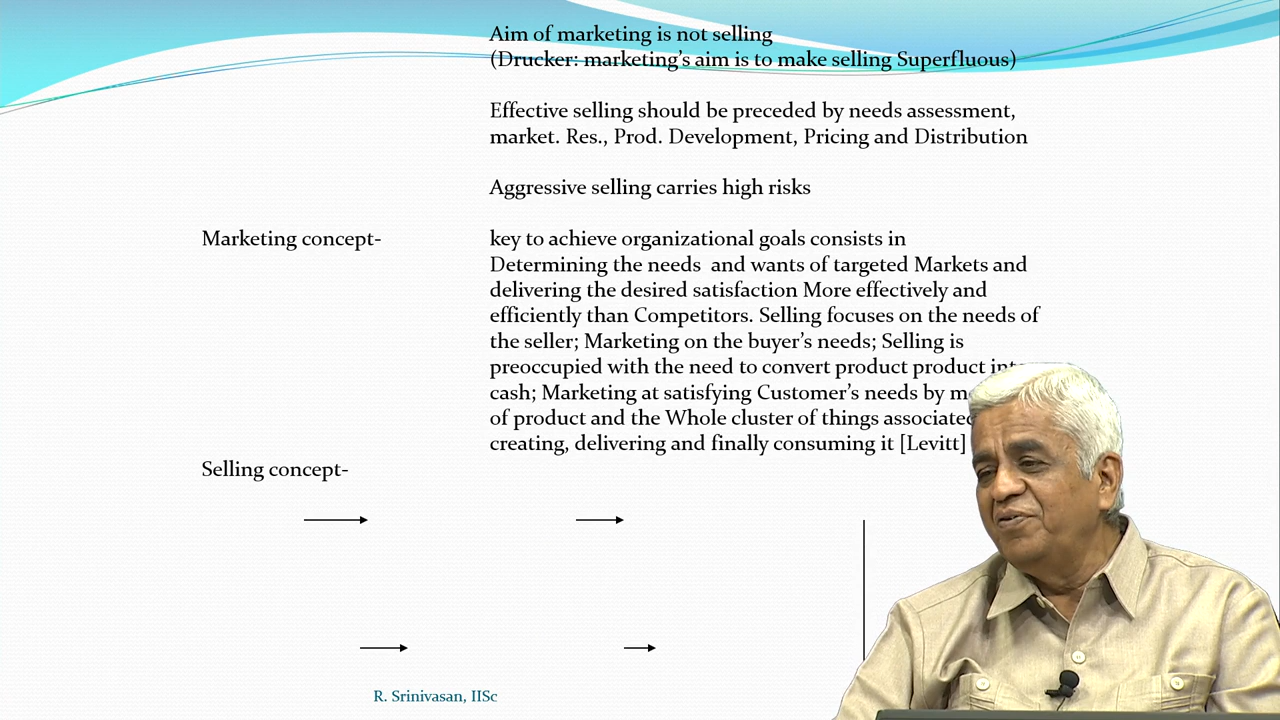 Aim of marketing is not selling
(Drucker: marketing's aim is to make selling Superfluous)
Effective selling should be preceded by needs assessment,
market. Res., Prod. Development, Pricing and Distribution
Aggressive selling carries high risks
Marketing concept-
key to achieve organizational goals consists in
Determining the needs and wants of targeted Markets and
delivering the desired satisfaction More effectively and
efficiently than Competitors. Selling focuses on the needs of
the seller; Marketing on the buyer's needs; Selling is
preoccupied with the need to convert product product
cash; Marketing at satisfying Customer's needs by
of product and the Whole cluster of things associated
creating, delivering and finally consuming it [Levitt]
Selling concept-
R. Srinivasan, IISc